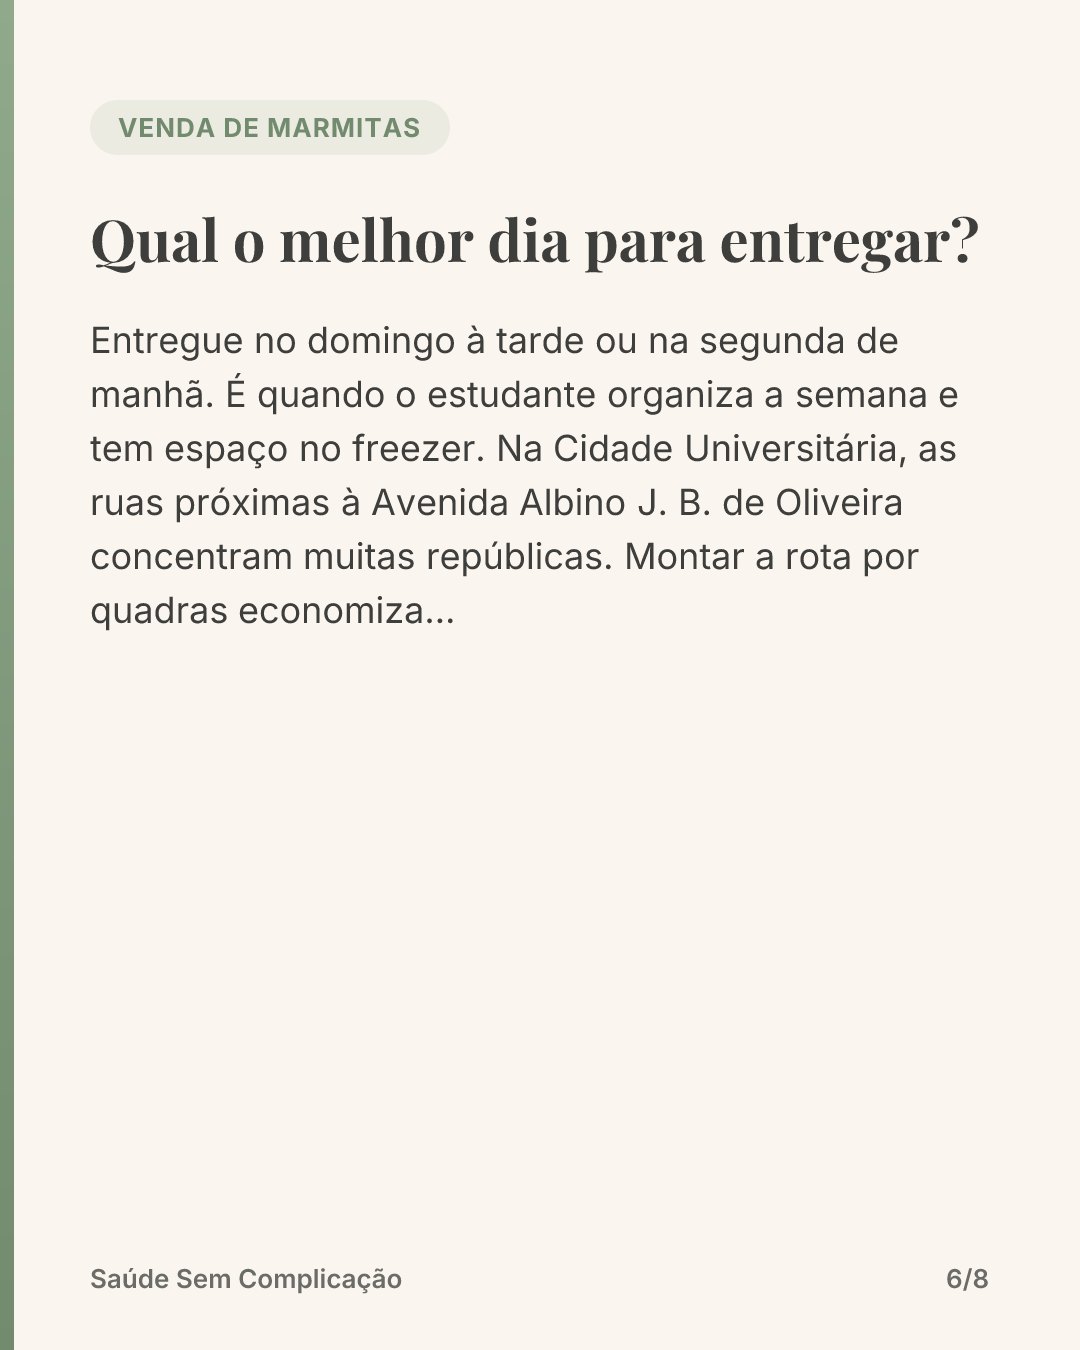 VENDA DE MARMITAS
Qual o melhor dia para entregar?
Entregue no domingo à tarde ou na segunda de
manhã. É quando o estudante organiza a semana e
tem espaço no freezer. Na Cidade Universitária, as
ruas próximas à Avenida Albino J. B. de Oliveira
concentram muitas repúblicas. Montar a rota por
quadras economiza...
Saúde Sem Complicação
6/8